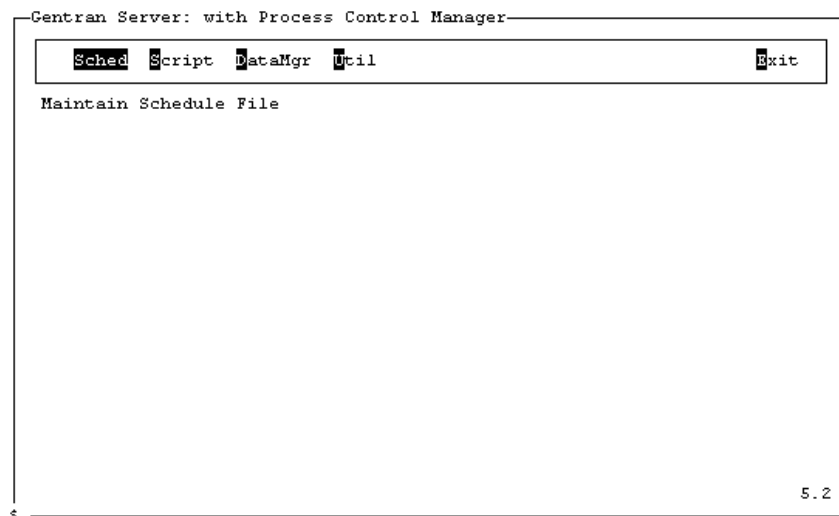 Gentran Server: with Process Control Manager
Sched Script DataMgr Util Exit
Maintain Schedule File
5.2
$